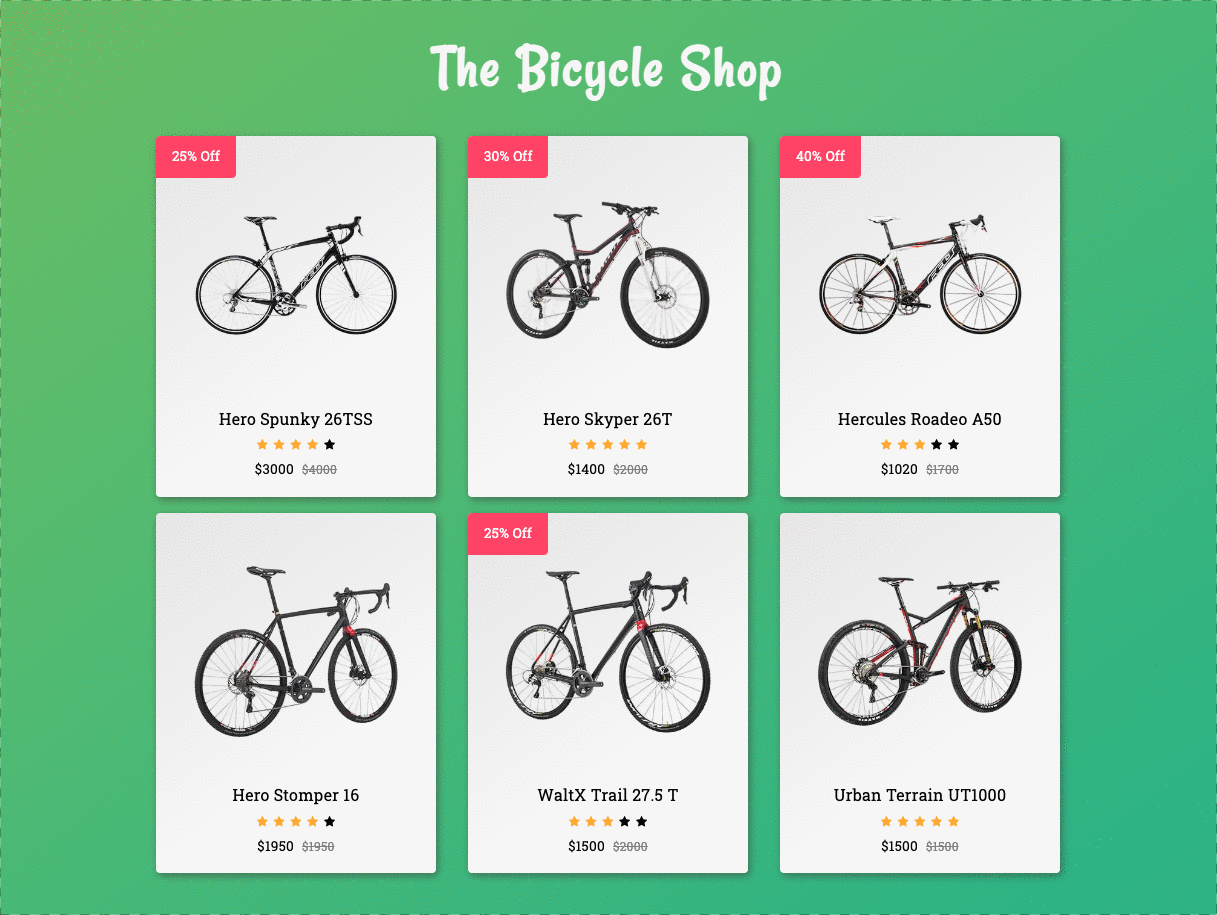 The Bicycle Shop
25% Off
30% Off
40% Off
Hero Spunky 26TSS
$3000 $4000
Hero Skyper 26T
$1400 $2000
Hercules Roadeo A50
$1020 $1700
25% Off
Hero Stomper 16
$1950 $1950
WaltX Trail 27.5 T
$1500 $2000
Urban Terrain UT1000
$1500 $1500